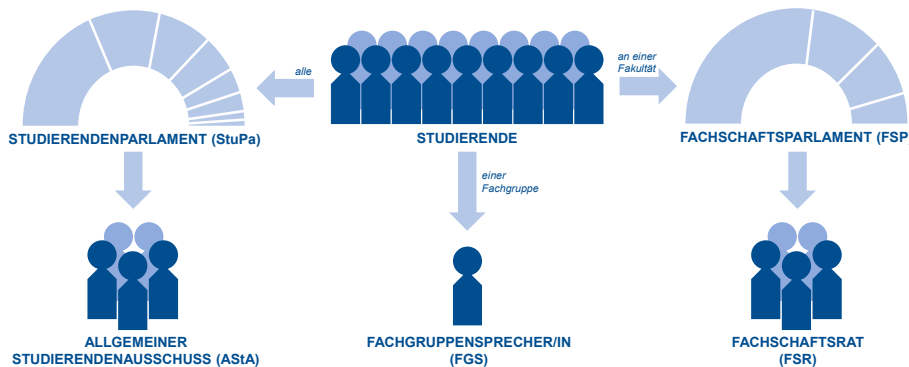 alle
an einer
Fakultät
STUDIERENDENPARLAMENT (StuPa)
STUDIERENDE
FACHSCHAFTSPARLAMENT (FSP
einer
Fachgruppe
ALLGEMEINER
STUDIERENDENAUSSCHUSS (AStA)
FACHGRUPPENSPRECHER/IN
(FGS)
FACHSCHAFTSRAT
(FSR)